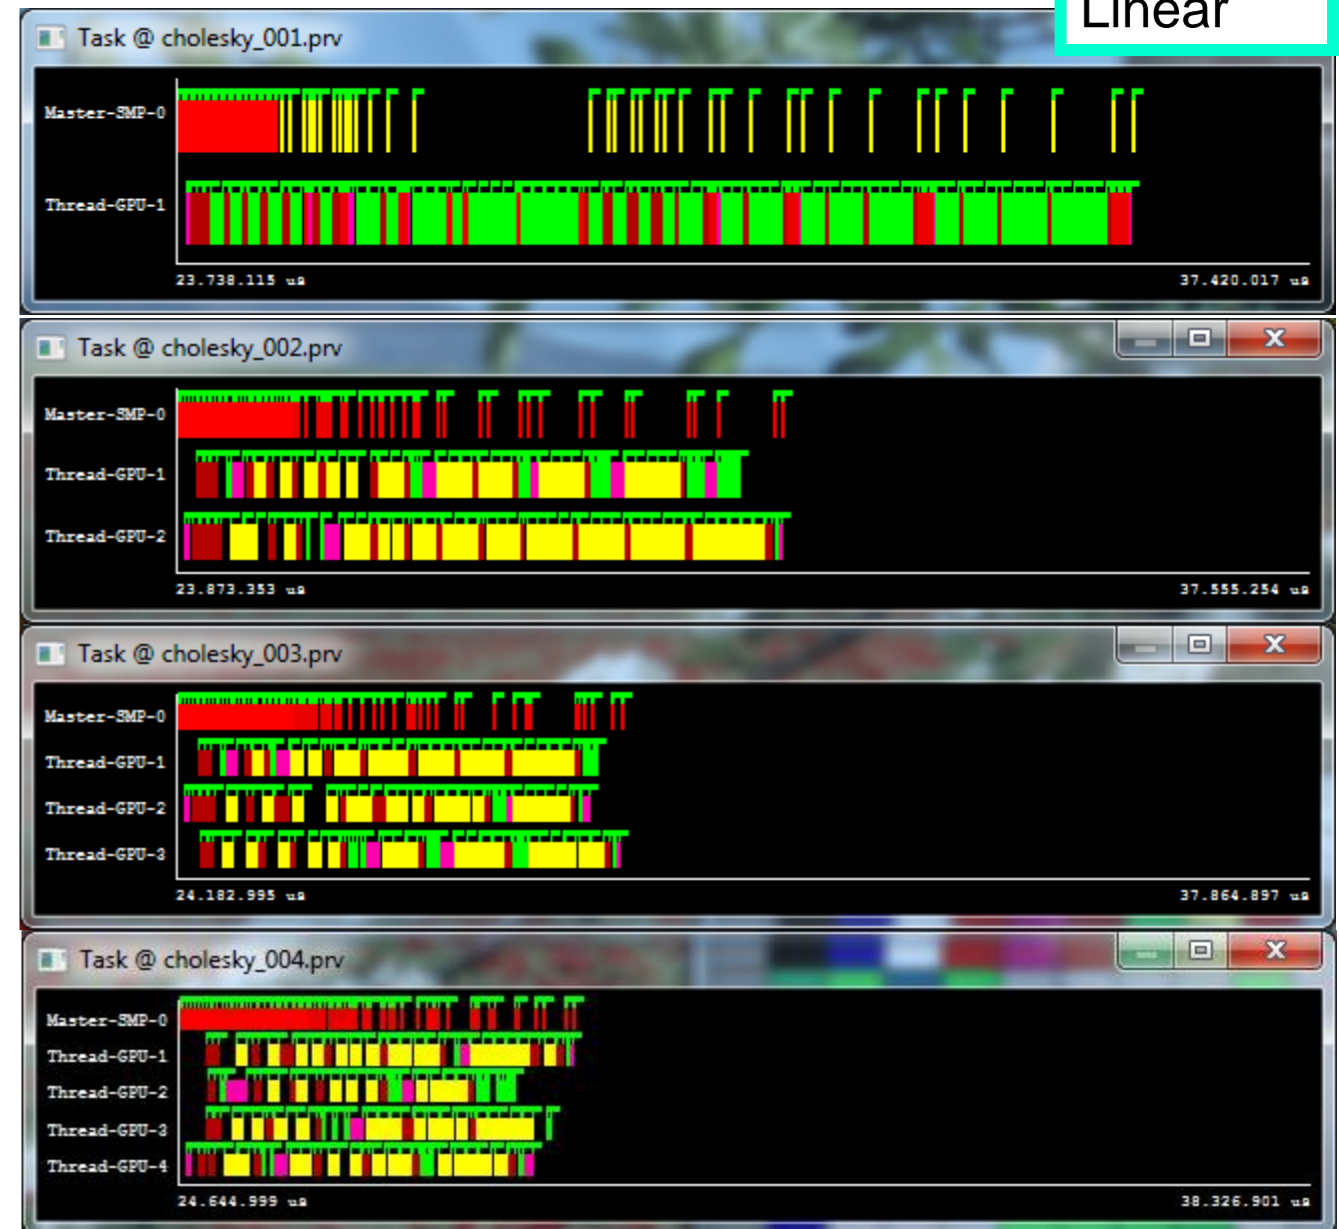 Linear
Task @ cholesky_001.prv
Master-SMP-0
Thread-GPU-1
23.738.115 us
37.420.017 us
Task @ cholesky_002.prv
Master-SMP-0
Thread-GPU-1
Thread-GPU-2
23.873.353 us
37.555.254 us
Task @ cholesky_003.prv
Master-SMP-0
Thread-GPU-1
Thread-GPU-2
Thread-GPU-3
24.182.995 us
37.864.897 us
Task @ cholesky_004.prv
Master-SMP-0
Thread-GPU-1
Thread-GPU-2
Thread-GPU-3
Thread-GPU-4
24.644.999 us
38.326.901 us